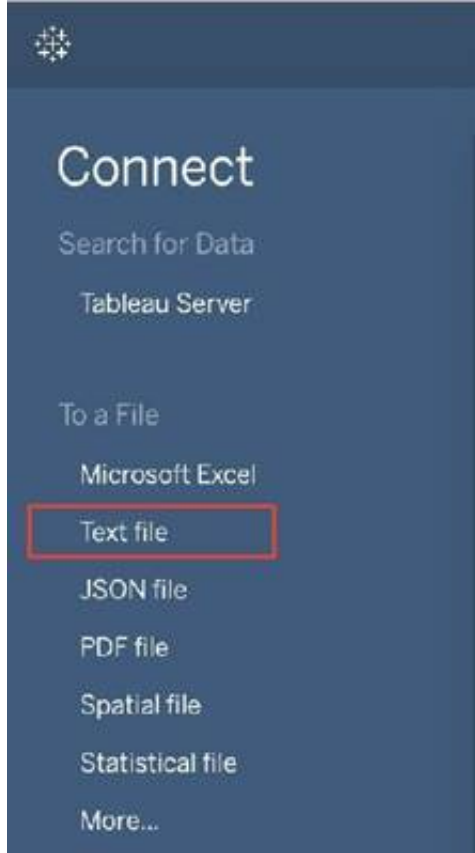 Connect
Search for Data
Tableau Server
To a File
Microsoft Excel
Text file
JSON file
PDF file
Spatial file
Statistical file
More...